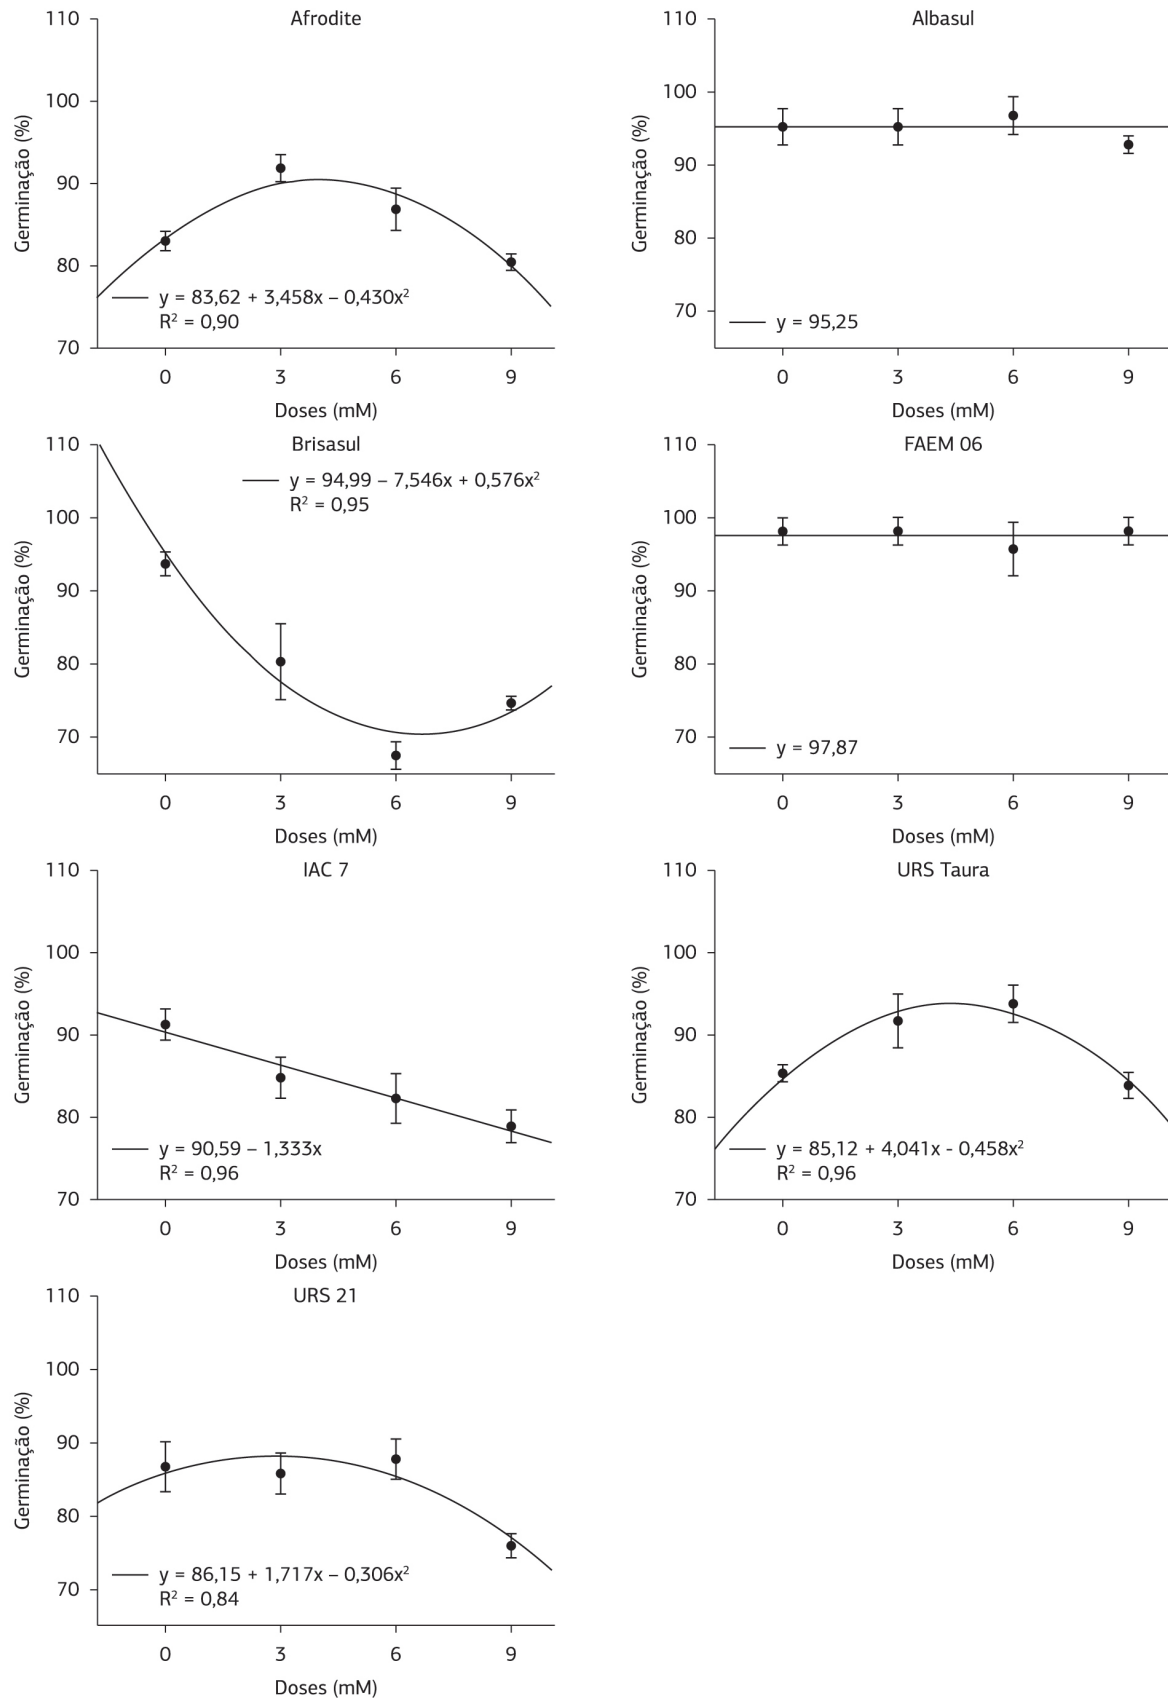 Afrodite
110
100
90
80
70
Germinação (%)
y = 83,62 + 3,458x – 0,430x²
R² = 0,90
0 3 6 9
Doses (mM)
Albasul
110
100
90
80
70
Germinação (%)
y = 95,25
0 3 6 9
Doses (mM)
Brisasul
110
100
90
80
70
Germinação (%)
y = 94,99 – 7,546x + 0,576x²
R² = 0,95
0 3 6 9
Doses (mM)
FAEM 06
110
100
90
80
70
Germinação (%)
y = 97,87
0 3 6 9
Doses (mM)
IAC 7
110
100
90
80
70
Germinação (%)
y = 90,59 – 1,333x
R² = 0,96
0 3 6 9
Doses (mM)
URS Taura
110
100
90
80
70
Germinação (%)
y = 85,12 + 4,041x - 0,458x²
R² = 0,96
0 3 6 9
Doses (mM)
URS 21
110
100
90
80
70
Germinação (%)
y = 86,15 + 1,717x – 0,306x²
R² = 0,84
0 3 6 9
Doses (mM)